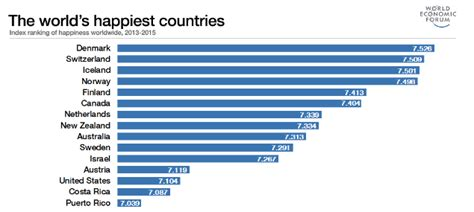 The world's happiest countries
WORLD
ECONOMIC
FORUM
Index ranking of happiness worldwide, 2013-2015
Denmark 7.526
Switzerland 7.509
Iceland 7.501
Norway 7.498
Finland 7.413
Canada 7.404
Netherlands 7.339
New Zealand 7.334
Australia 7.313
Sweden 7.291
Israel 7.267
Austria 7.119
United States 7.104
Costa Rica 7.087
Puerto Rico 7.039